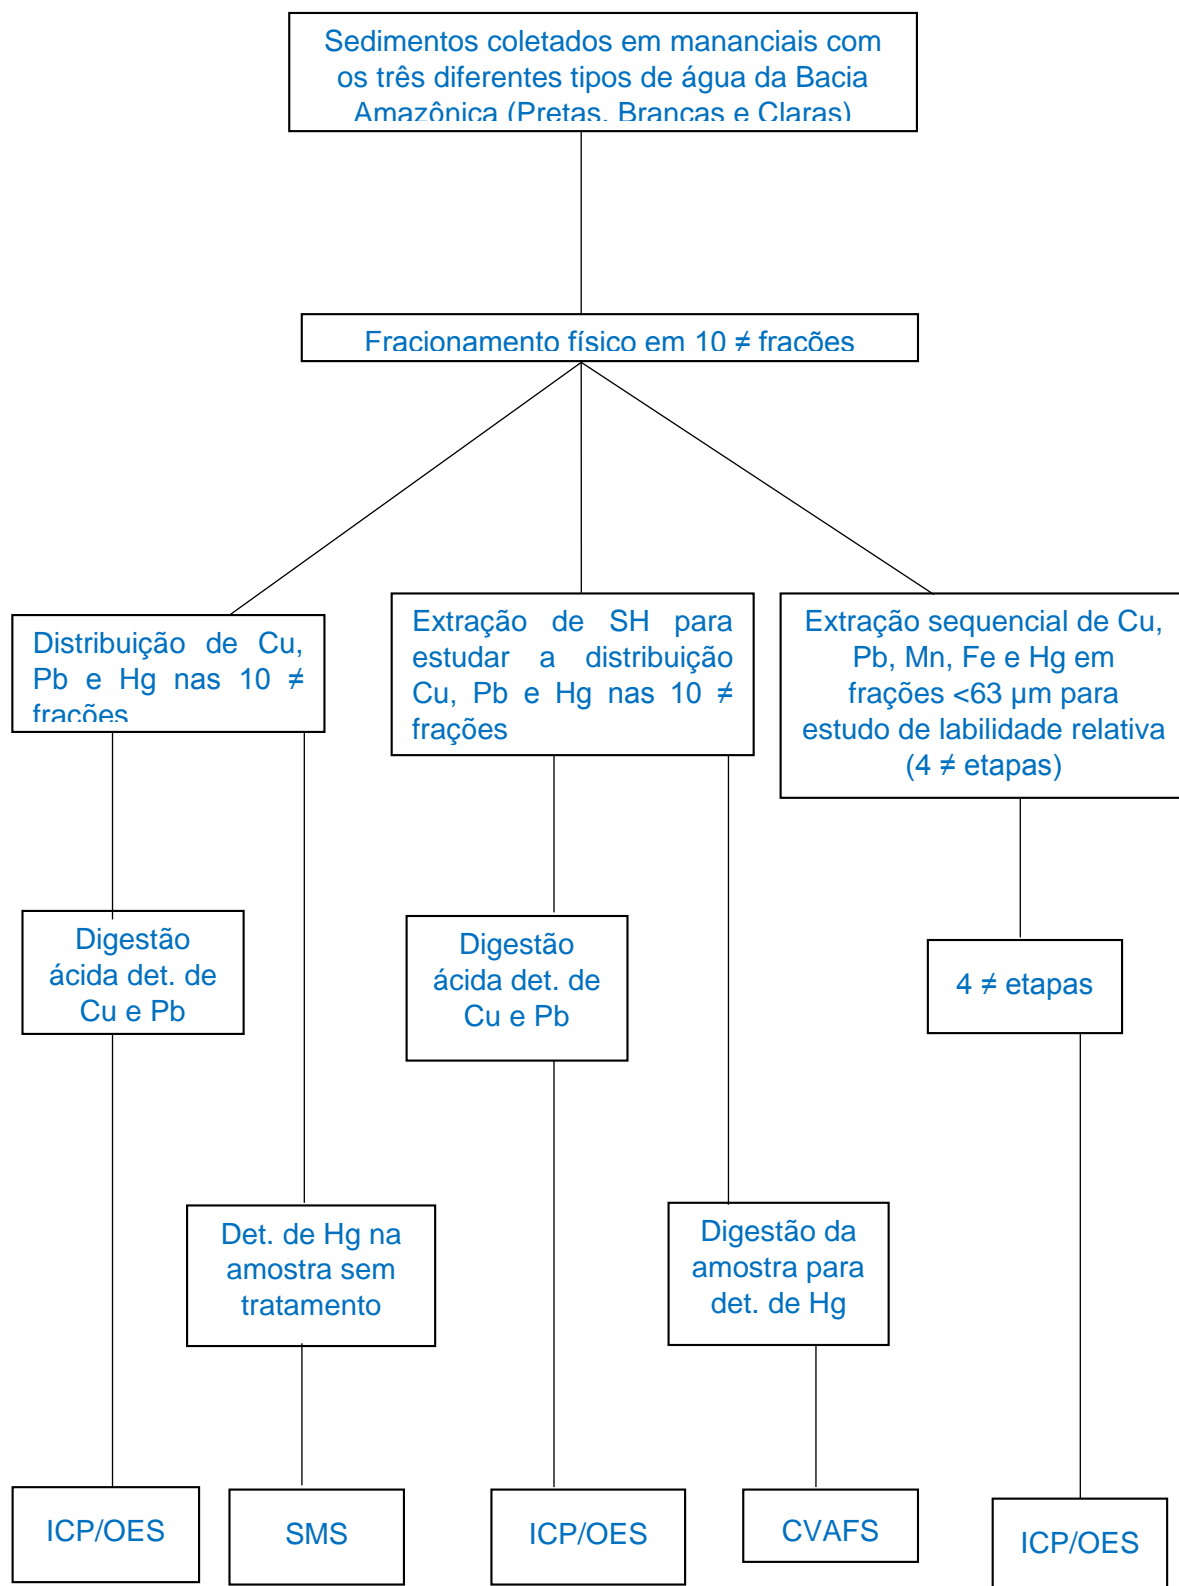 Sedimentos coletados em mananciais com
os três diferentes tipos de água da Bacia
Amazônica (Pretas, Brancas e Claras)
Fracionamento físico em 10 ≠ frações
Distribuição de Cu,
Pb e Hg nas 10 ≠
frações
Extração de SH para
estudar a distribuição
Cu, Pb e Hg nas 10 ≠
frações
Extração sequencial de Cu,
Pb, Mn, Fe e Hg em
frações <63 µm para
estudo de labilidade relativa
(4 ≠ etapas)
Digestão
ácida det. de
Cu e Pb
Digestão
ácida det. de
Cu e Pb
4 ≠ etapas
Det. de Hg na
amostra sem
tratamento
Digestão da
amostra para
det. de Hg
ICP/OES
SMS
ICP/OES
CVAFS
ICP/OES